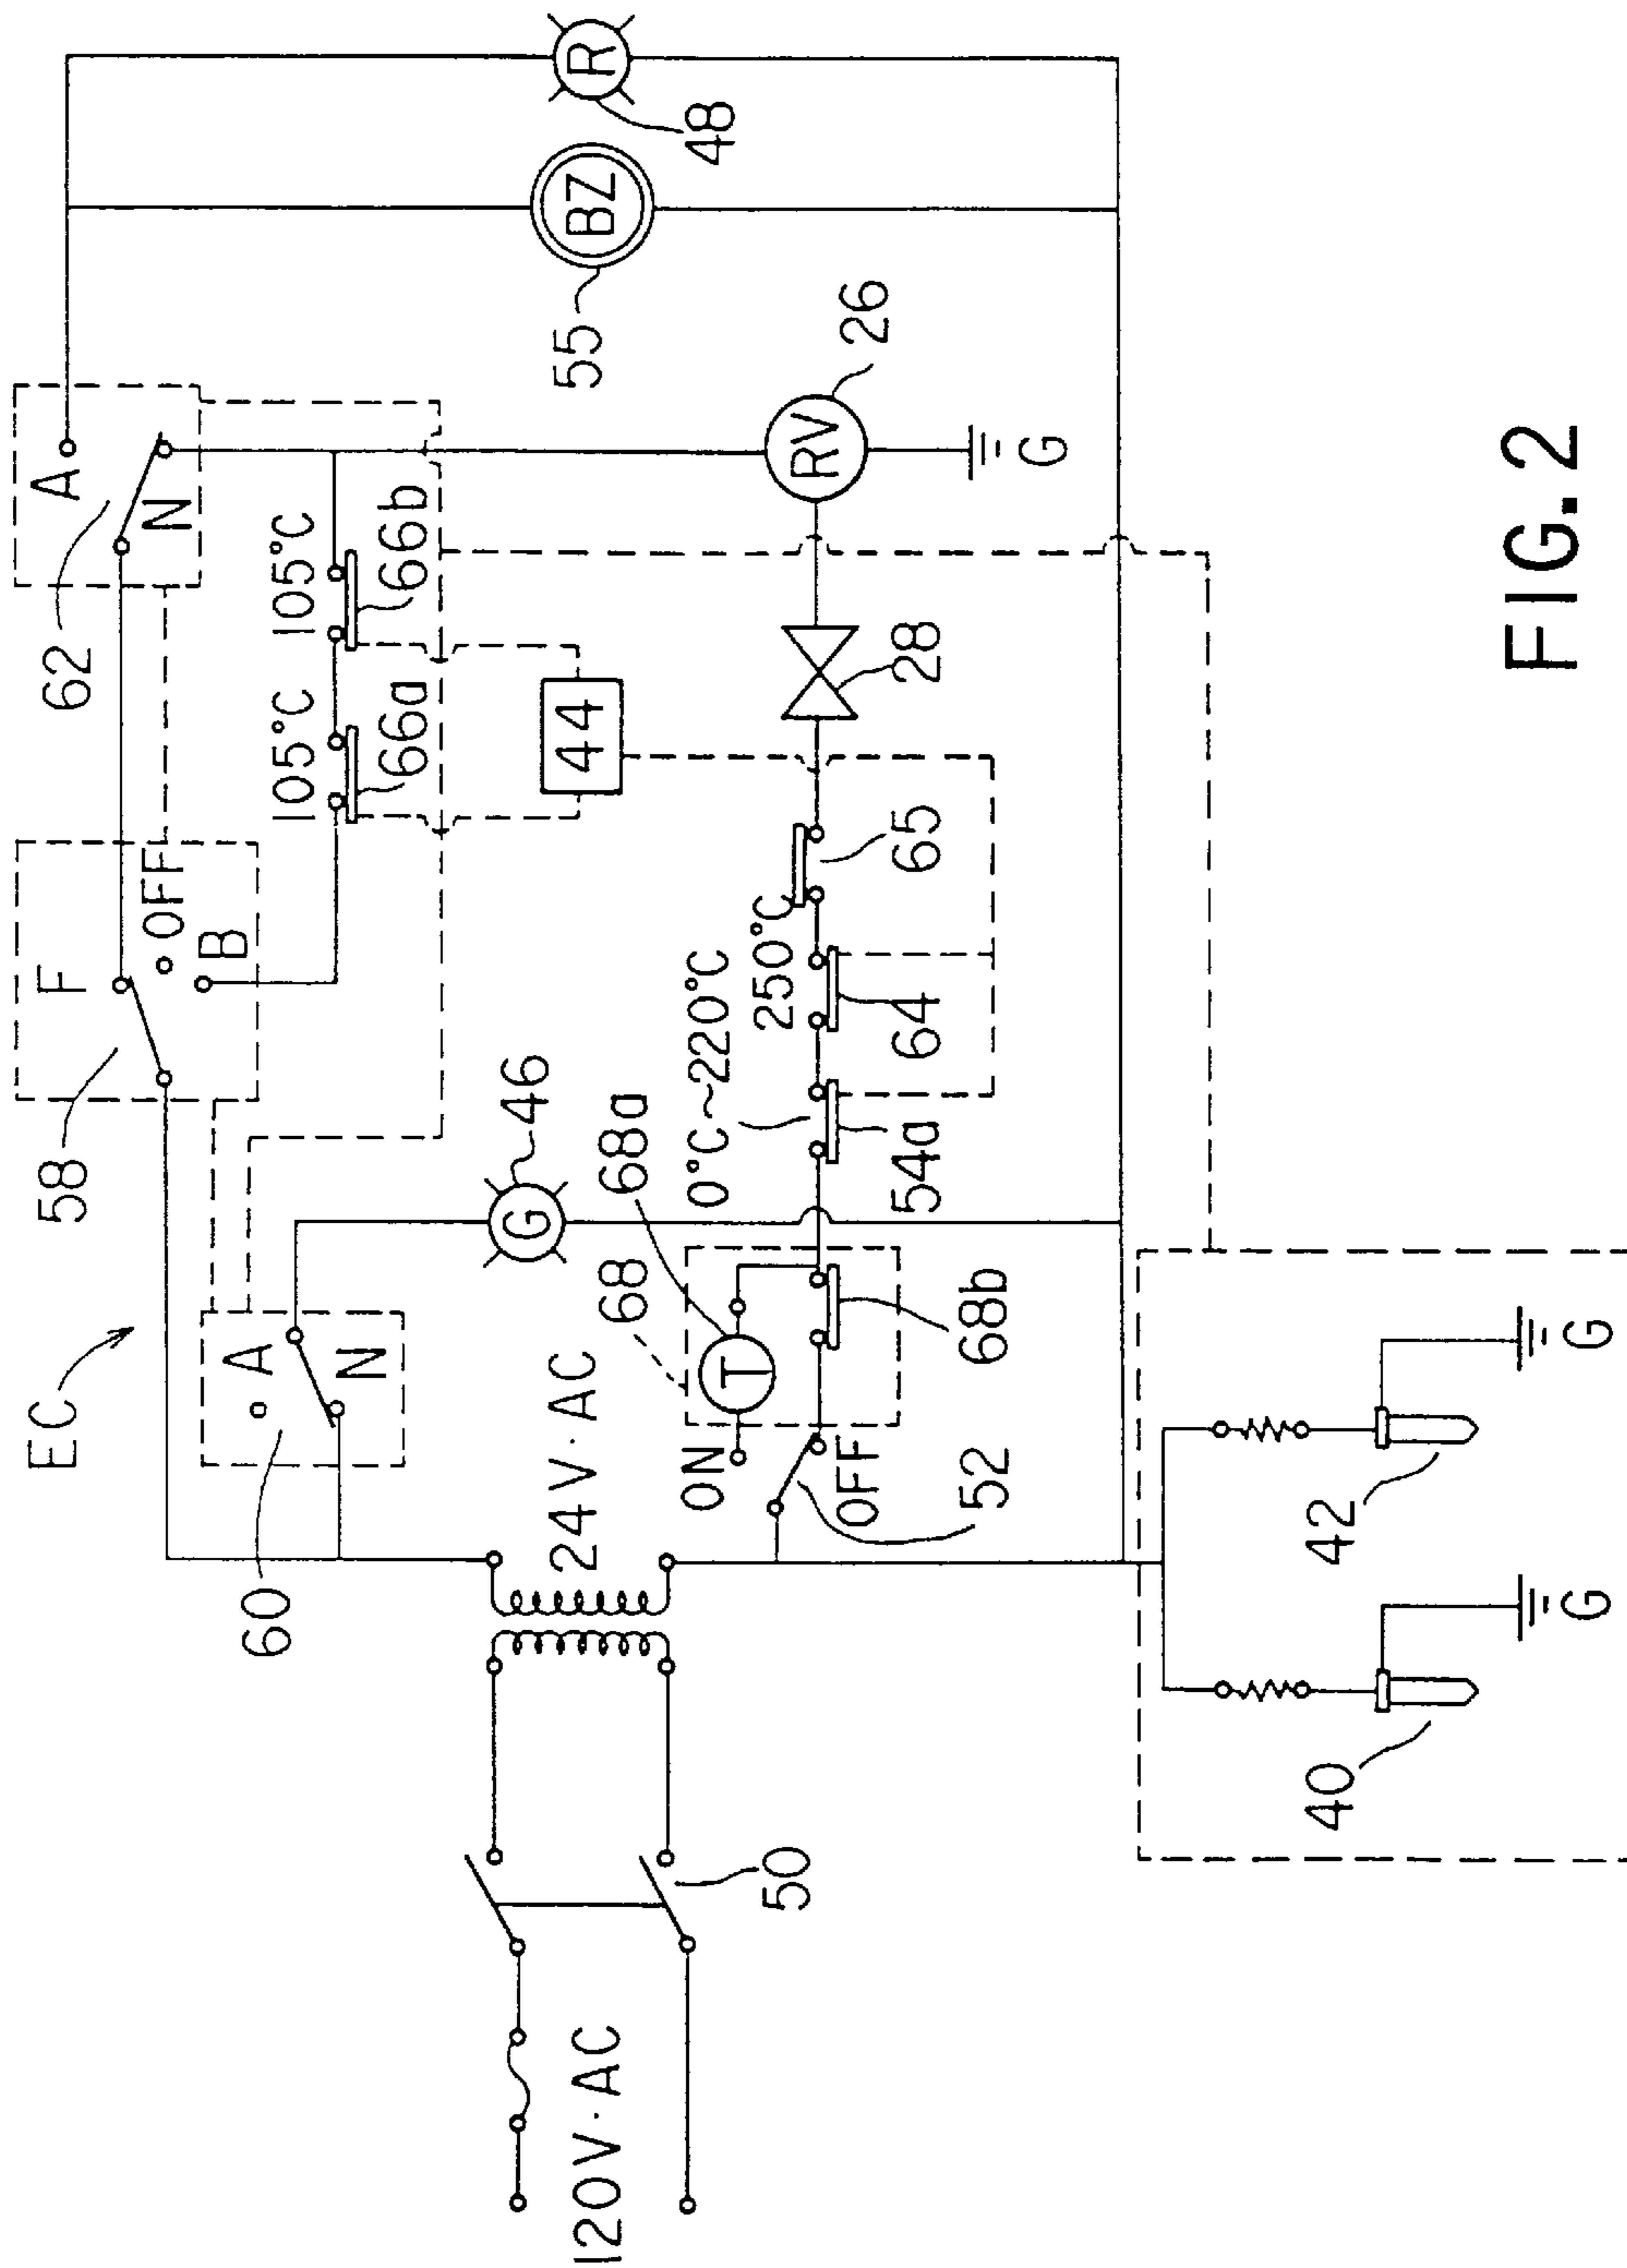 EC
58
F
OFF
B
62
A
N
60
A
N
105°C
105°C
66a
66b
R
48
BZ
55
G
46
44
24V·AC
120V·AC
50
68
68a
T
ON
OFF
52
68b
0°C~220°C
54a
250°C
64
65
28
RV
26
G
40
G
42
G
FIG.2